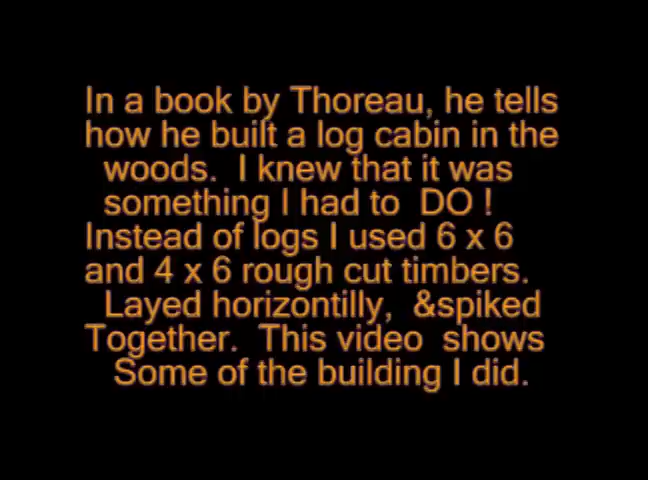 In a book by Thoreau, he tells
how he built a log cabin in the
woods.  I knew that it was
something I had to  DO !
Instead of logs I used 6 x 6
and 4 x 6 rough cut timbers.
Layed horizontilly,  &spiked
Together.  This video  shows
Some of the building I did.